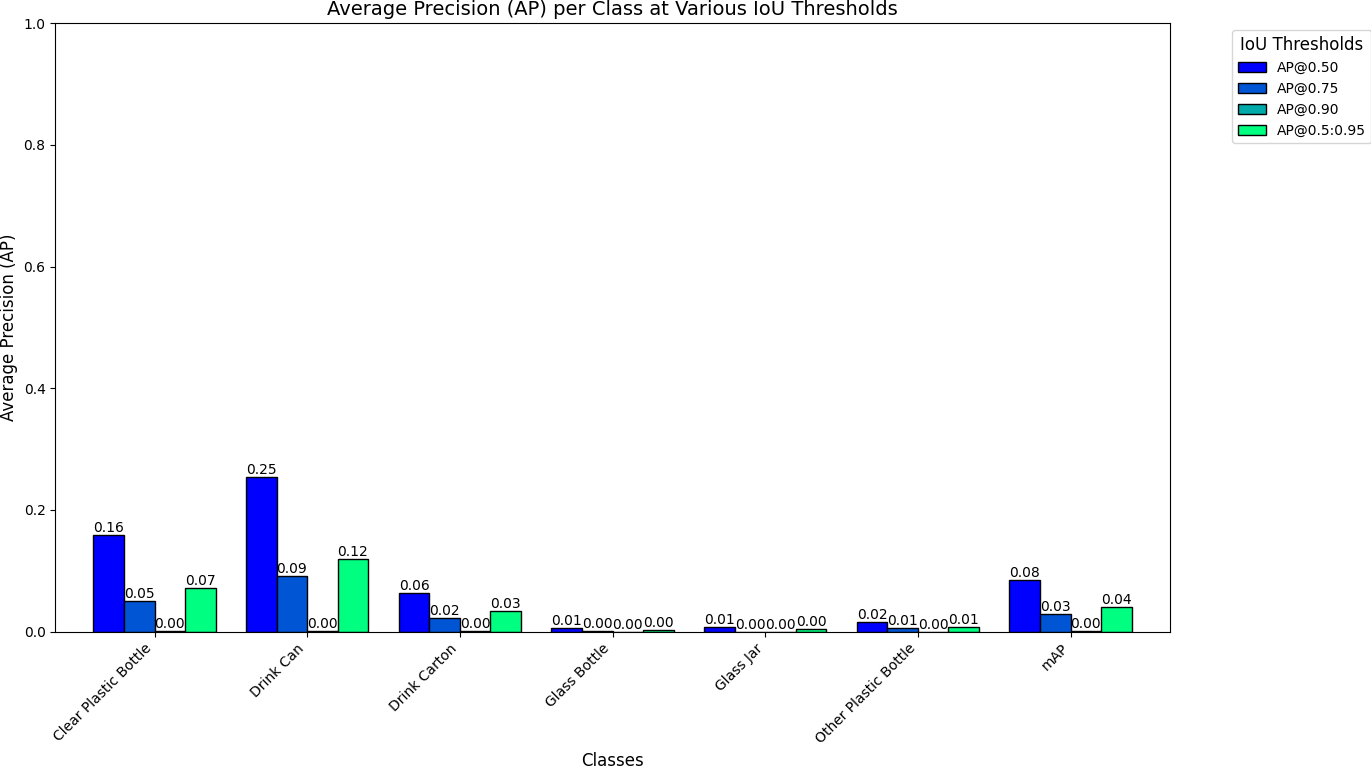 Average Precision (AP) per Class at Various IoU Thresholds
Average Precision (AP)
1.0
0.8
0.6
0.4
0.2
0.0
0.16
0.05
0.00
0.07
0.25
0.09
0.00
0.12
0.06
0.02
0.00
0.03
0.01
0.00
0.00
0.00
0.01
0.00
0.00
0.00
0.02
0.01
0.00
0.01
0.08
0.03
0.00
0.04
Clear Plastic Bottle
Drink Can
Drink Carton
Glass Bottle
Glass Jar
Other Plastic Bottle
mAP
Classes
IoU Thresholds
AP@0.50
AP@0.75
AP@0.90
AP@0.5:0.95